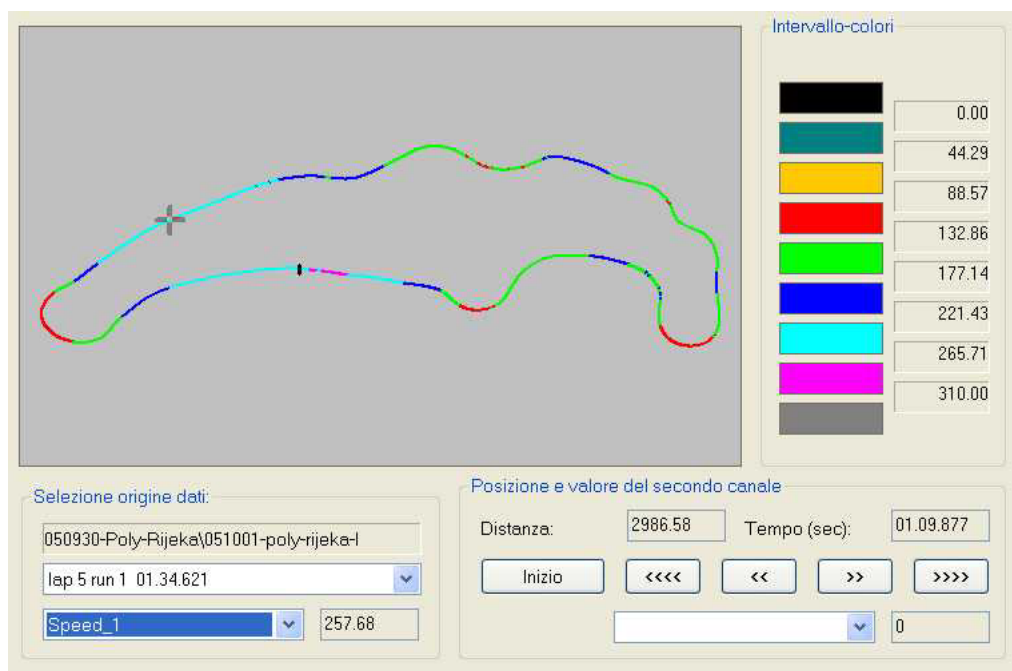 Intervallo-colori
0.00
44.29
88.57
132.86
177.14
221.43
265.71
310.00
Selezione origine dati:
050930-Poly-Rijeka\051001-poly-rijeka-l
lap 5 run 1 01.34.621
Speed_1 257.68
Posizione e valore del secondo canale
Distanza: 2986.58 Tempo (sec): 01.09.877
Inizio <<<< << >> >>>>
0